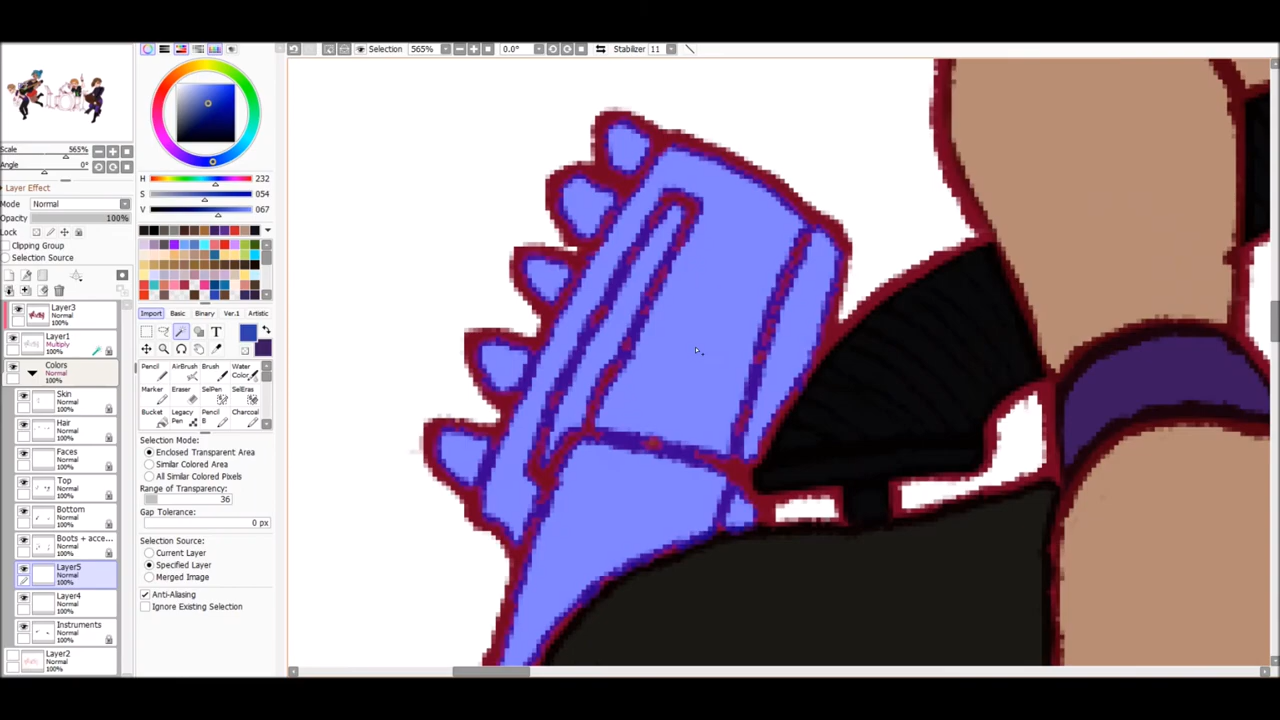 Selection 565% 0.0° Stabilizer 11
Scale 565%
Angle 0°
Layer Effect
Mode Normal
Opacity 100%
Lock
Clipping Group
Selection Source
Layer3
Normal
100%
Layer1
Multiply
100%
Colors
Normal
100%
Skin
Normal
100%
Hair
Normal
100%
Faces
Normal
100%
Top
Normal
100%
Bottom
Normal
100%
Boots + acce...
Normal
100%
Layer5
Normal
100%
Layer4
Normal
100%
Instruments
Normal
100%
Layer2
Normal
100%
H 232
S 054
V 067
Import Basic Binary Ver.1 Artistic
T
Pencil AirBrush Brush Water Color
Marker Eraser SelPen SelEras
Bucket Legacy Pen Pencil B Charcoal
Selection Mode:
Enclosed Transparent Area
Similar Colored Area
All Similar Colored Pixels
Range of Transparency:
36
Gap Tolerance:
0 px
Selection Source:
Current Layer
Specified Layer
Merged Image
Anti-Aliasing
Ignore Existing Selection